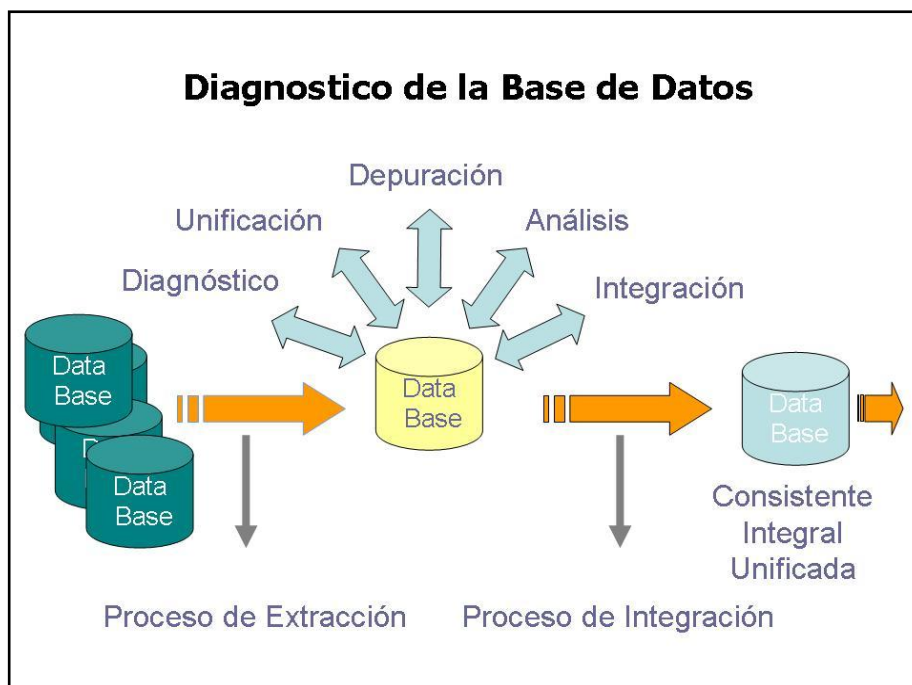 Diagnostico de la Base de Datos
Depuración
Unificación
Análisis
Diagnóstico
Integración
Data
Base
Data
Base
Data
Base
Data
Base
Consistente
Integral
Unificada
Proceso de Extracción
Proceso de Integración